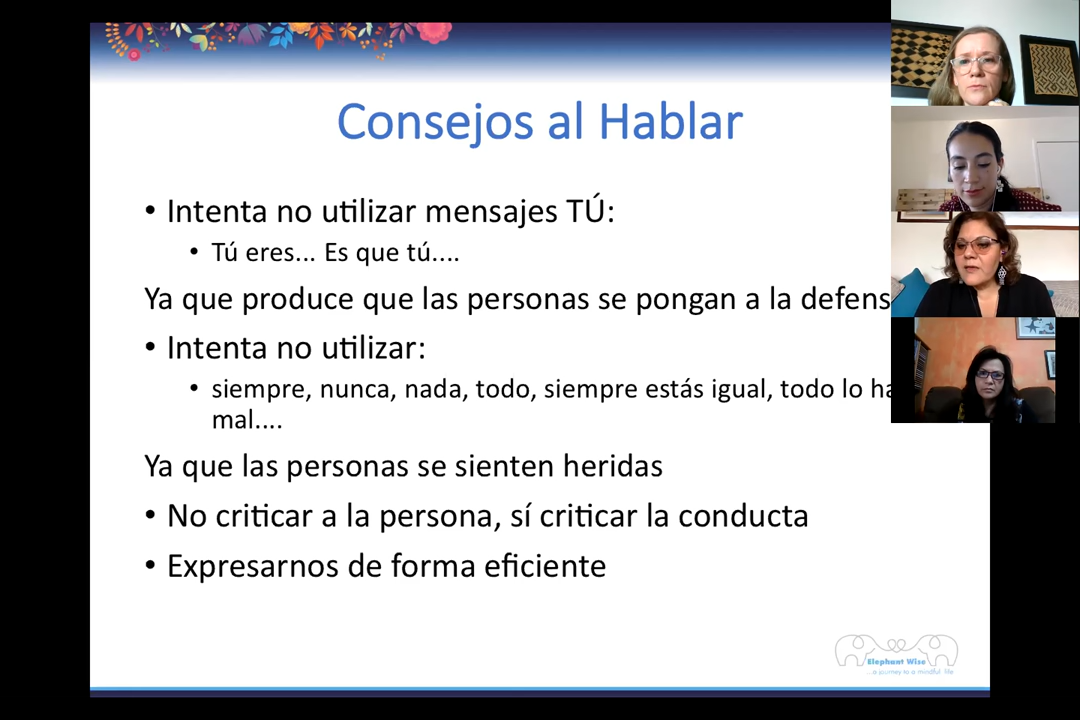 Consejos al Hablar
• Intenta no utilizar mensajes TÚ:
• Tú eres... Es que tú....
Ya que produce que las personas se pongan a la defens
• Intenta no utilizar:
• siempre, nunca, nada, todo, siempre estás igual, todo lo ha
mal....
Ya que las personas se sienten heridas
• No criticar a la persona, sí criticar la conducta
• Expresarnos de forma eficiente
Elephant Wise
...a journey to a mindful life